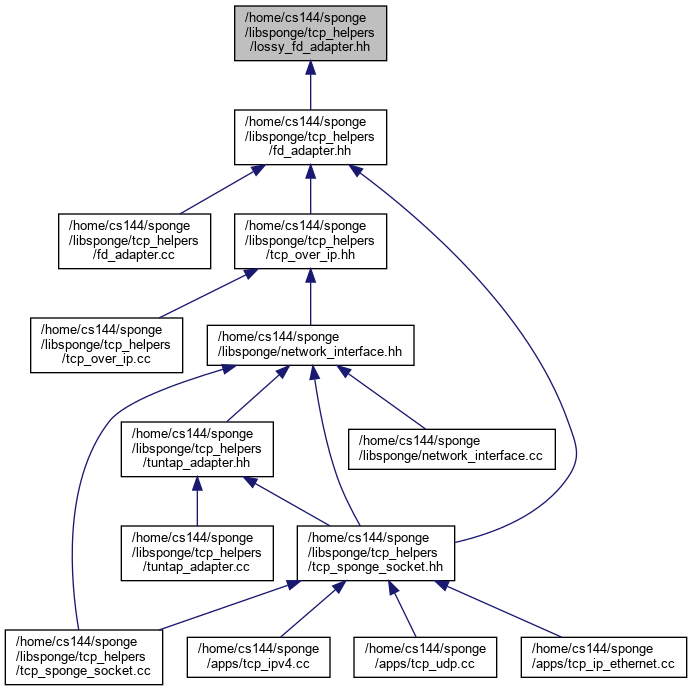 /home/cs144/sponge
/libsponge/tcp_helpers
/lossy_fd_adapter.hh
/home/cs144/sponge
/libsponge/tcp_helpers
/fd_adapter.hh
/home/cs144/sponge
/libsponge/tcp_helpers
/fd_adapter.cc
/home/cs144/sponge
/libsponge/tcp_helpers
/tcp_over_ip.hh
/home/cs144/sponge
/libsponge/tcp_helpers
/tcp_over_ip.cc
/home/cs144/sponge
/libsponge/network_interface.hh
/home/cs144/sponge
/libsponge/tcp_helpers
/tuntap_adapter.hh
/home/cs144/sponge
/libsponge/network_interface.cc
/home/cs144/sponge
/libsponge/tcp_helpers
/tuntap_adapter.cc
/home/cs144/sponge
/libsponge/tcp_helpers
/tcp_sponge_socket.hh
/home/cs144/sponge
/libsponge/tcp_helpers
/tcp_sponge_socket.cc
/home/cs144/sponge
/apps/tcp_ipv4.cc
/home/cs144/sponge
/apps/tcp_udp.cc
/home/cs144/sponge
/apps/tcp_ip_ethernet.cc